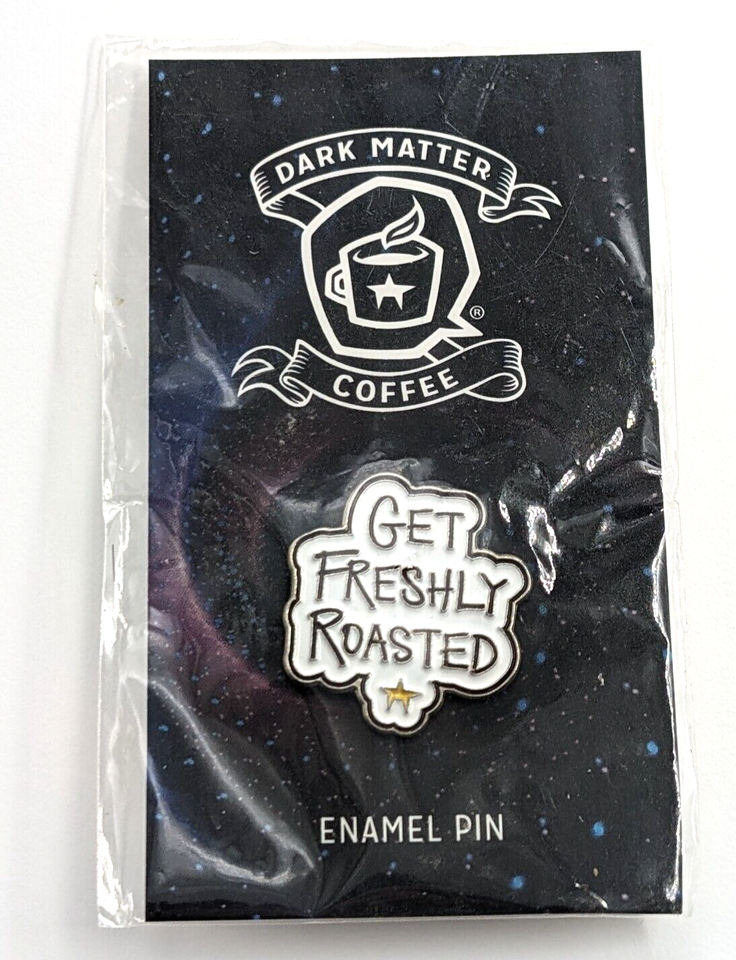 DARK MATTER
®
COFFEE
GET
FRESHLY
ROASTED
ENAMEL PIN